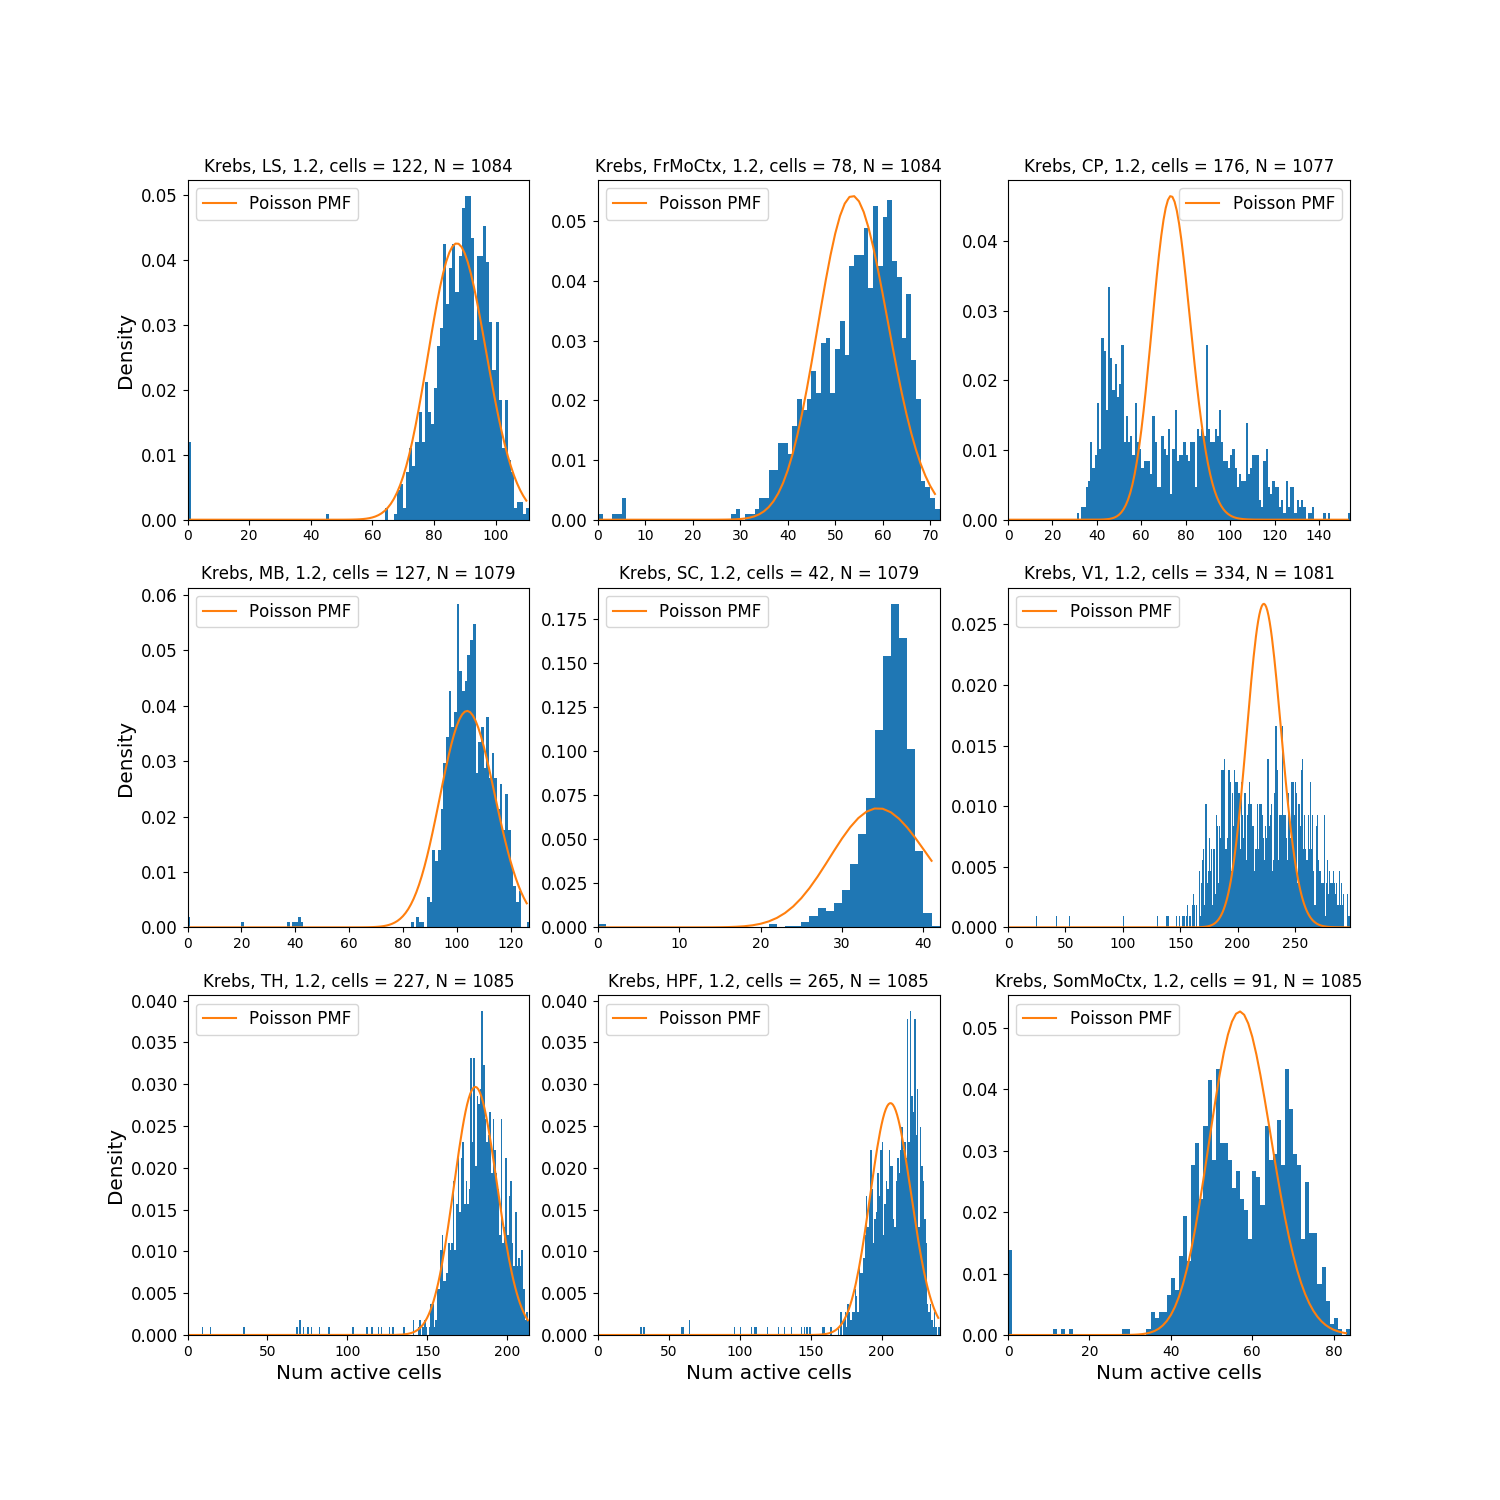 Krebs, LS, 1.2, cells = 122, N = 1084
Krebs, FrMoCtx, 1.2, cells = 78, N = 1084
Krebs, CP, 1.2, cells = 176, N = 1077
Poisson PMF
Poisson PMF
Poisson PMF
Density
0.05
0.04
0.03
0.02
0.01
0.00
0 20 40 60 80 100
0.05
0.04
0.03
0.02
0.01
0.00
0 10 20 30 40 50 60 70
0.04
0.03
0.02
0.01
0.00
0 20 40 60 80 100 120 140
Krebs, MB, 1.2, cells = 127, N = 1079
Krebs, SC, 1.2, cells = 42, N = 1079
Krebs, V1, 1.2, cells = 334, N = 1081
Poisson PMF
Poisson PMF
Poisson PMF
Density
0.06
0.05
0.04
0.03
0.02
0.01
0.00
0 20 40 60 80 100 120
0.175
0.150
0.125
0.100
0.075
0.050
0.025
0.000
0 10 20 30 40
0.025
0.020
0.015
0.010
0.005
0.000
0 50 100 150 200 250
Krebs, TH, 1.2, cells = 227, N = 1085
Krebs, HPF, 1.2, cells = 265, N = 1085
Krebs, SomMoCtx, 1.2, cells = 91, N = 1085
Poisson PMF
Poisson PMF
Poisson PMF
Density
0.040
0.035
0.030
0.025
0.020
0.015
0.010
0.005
0.000
0 50 100 150 200
Num active cells
0.040
0.035
0.030
0.025
0.020
0.015
0.010
0.005
0.000
0 50 100 150 200
Num active cells
0.05
0.04
0.03
0.02
0.01
0.00
0 20 40 60 80
Num active cells